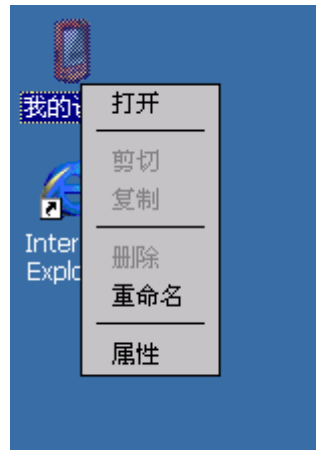 我的
打开
剪切
复制
Inter
Explo
删除
重命名
属性